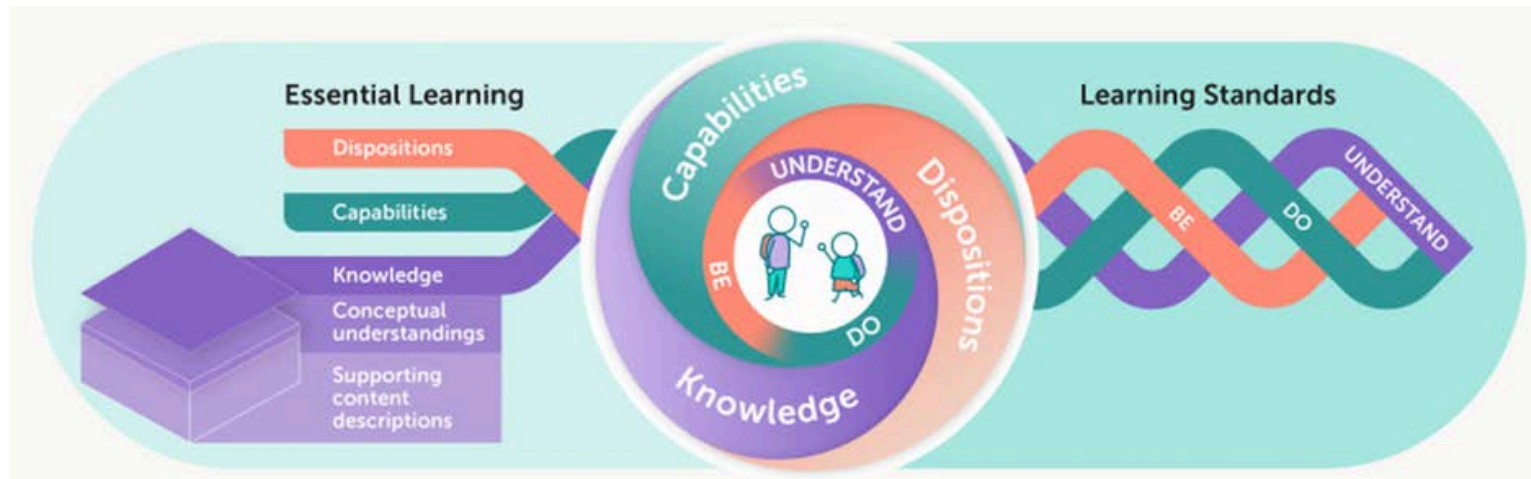 Essential Learning
Dispositions
Capabilities
Knowledge
Conceptual
understandings
Supporting
content
descriptions
Capabilities
Dispositions
Knowledge
UNDERSTAND
BE
DO
Learning Standards
BE
DO
UNDERSTAND